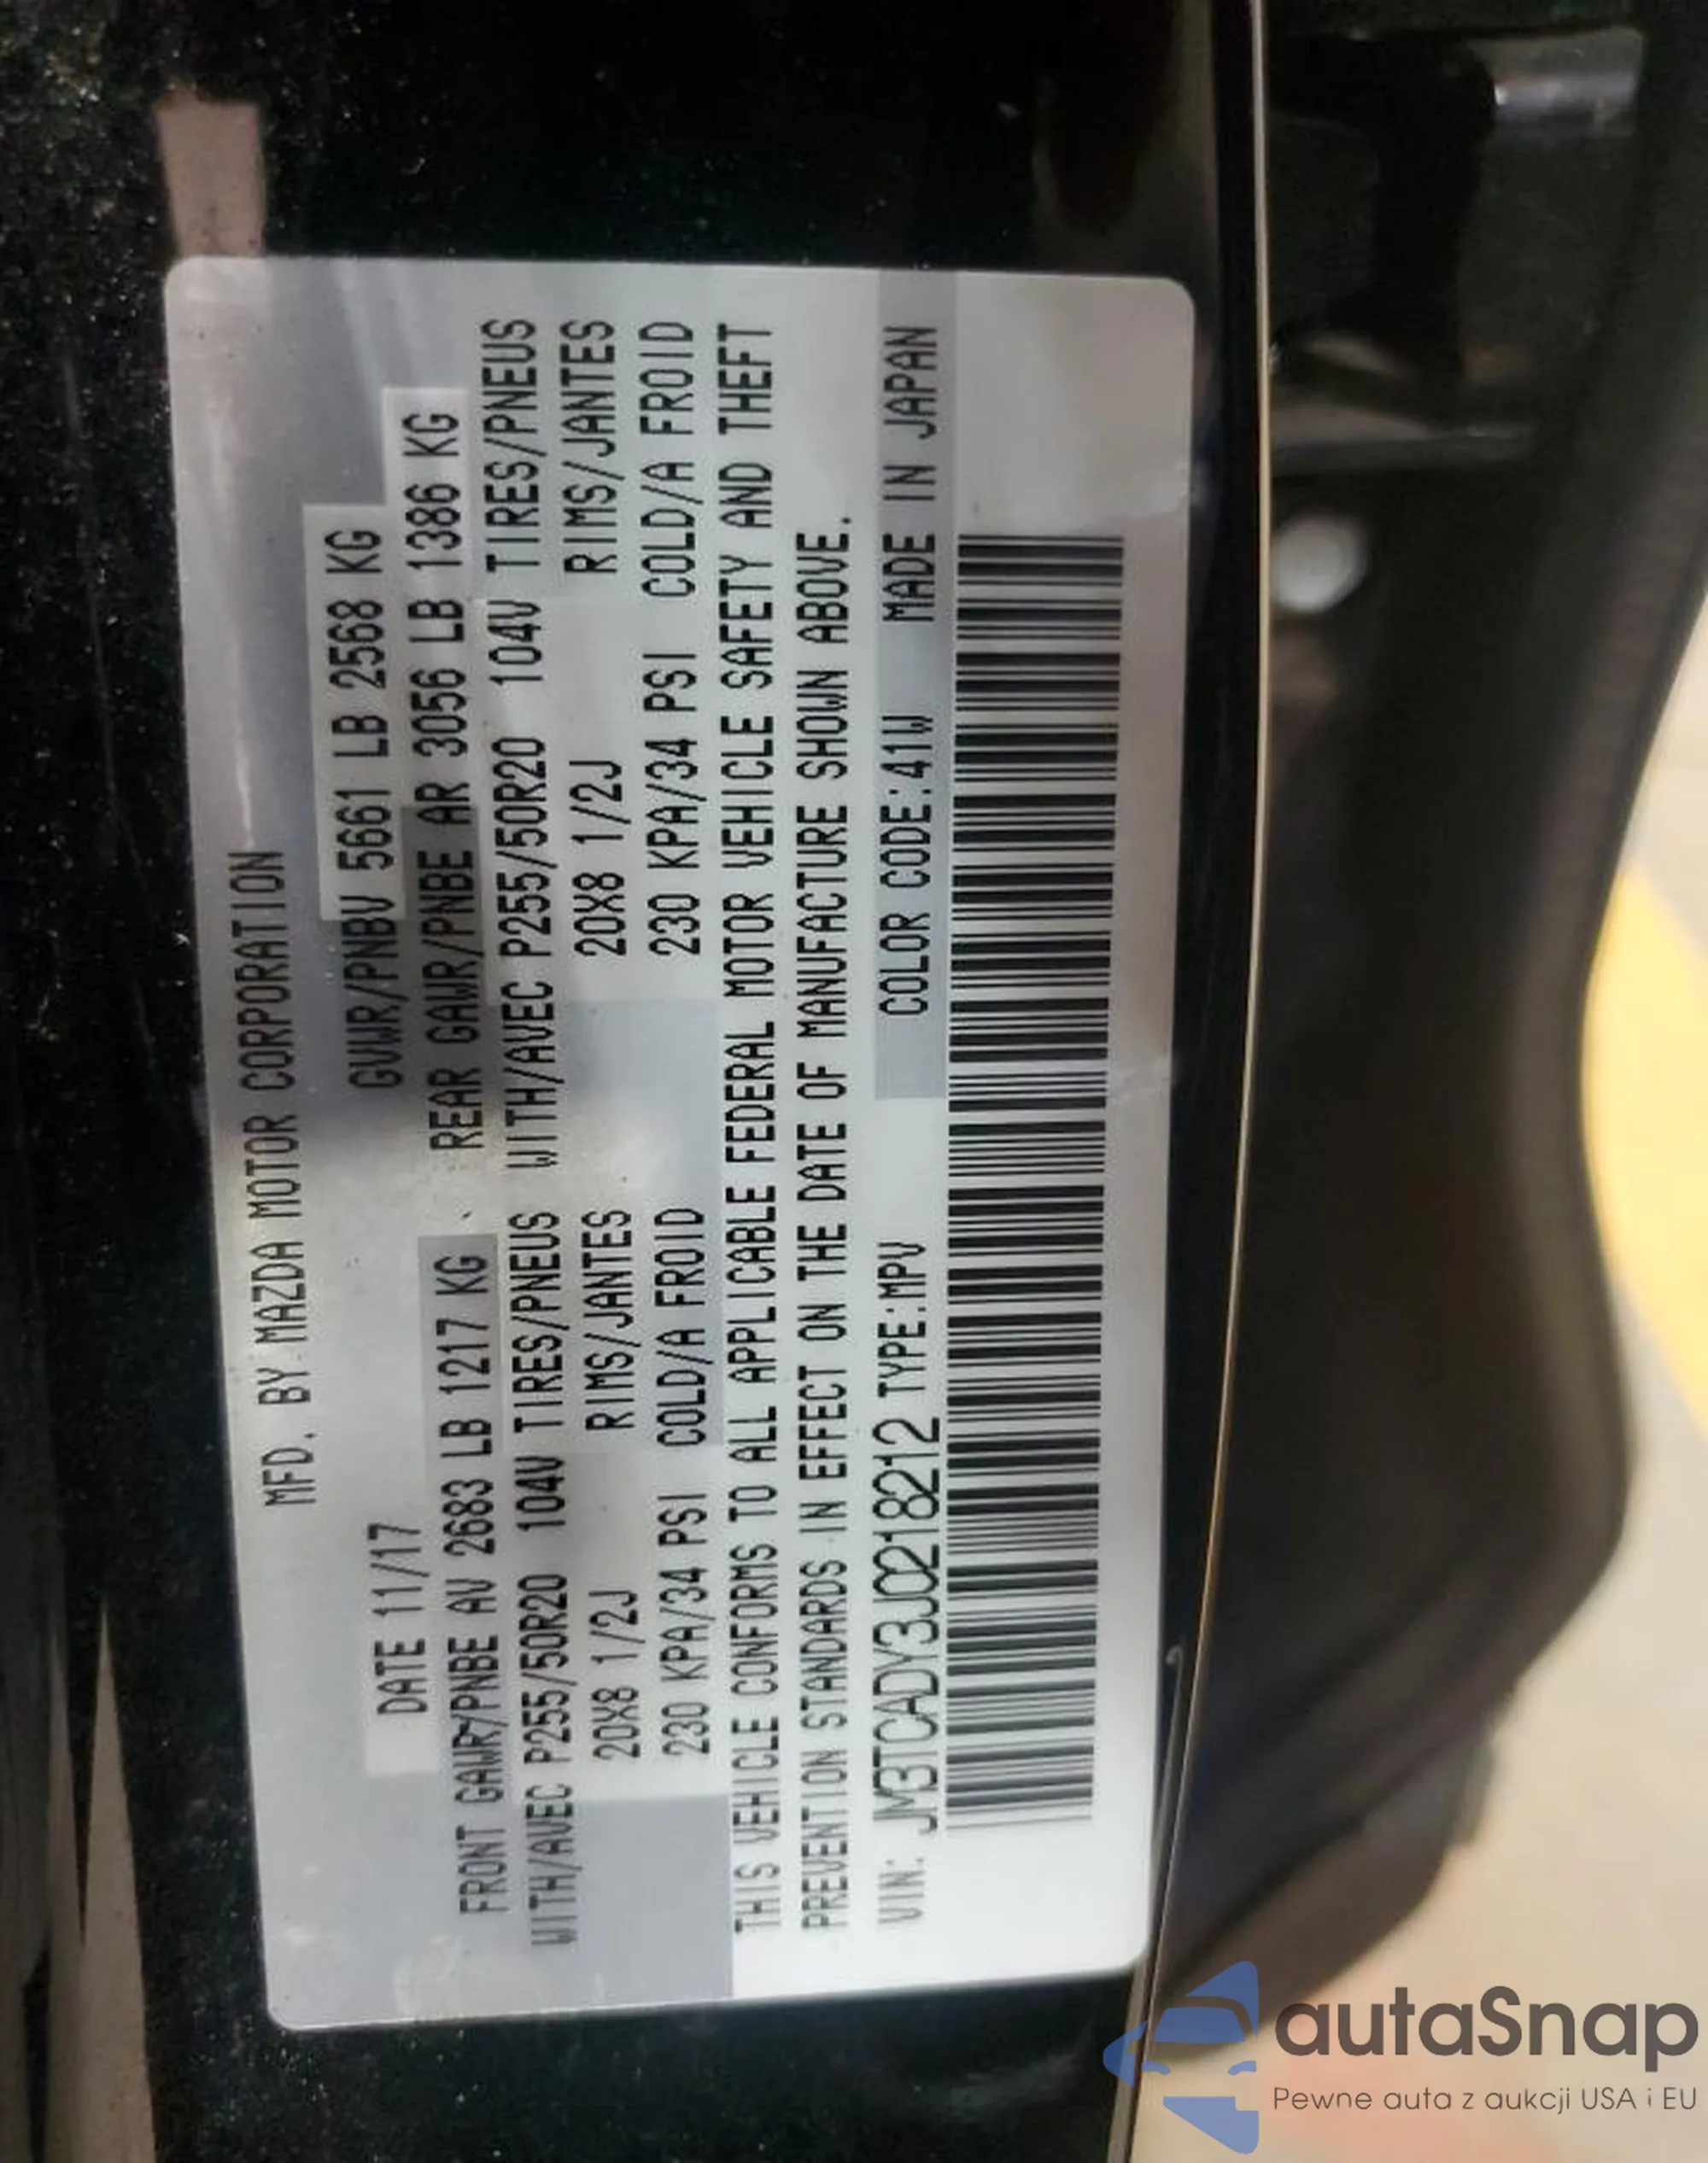 MFD. BY MAZDA MOTOR CORPORATION
DATE 11/17 GVWR/PNBV 5661 LB 2568 KG
FRONT GAWR/PNBE AV 2683 LB 1217 KG REAR GAWR/PNBE AR 3056 LB 1386 KG
WITH/AVEC P255/50R20 104V TIRES/PNEUS WITH/AVEC P255/50R20 104V TIRES/PNEUS
20X8 1/2J RIMS/JANTES 20X8 1/2J RIMS/JANTES
230 KPA/34 PSI COLD/A FROID 230 KPA/34 PSI COLD/A FROID
THIS VEHICLE CONFORMS TO ALL APPLICABLE FEDERAL MOTOR VEHICLE SAFETY AND THEFT
PREVENTION STANDARDS IN EFFECT ON THE DATE OF MANUFACTURE SHOWN ABOVE.
VIN: JM3TCADY3J0218212 TYPE:MPV COLOR CODE:41W MADE IN JAPAN
autaSnap
Pewne auta z aukcji USA i EU